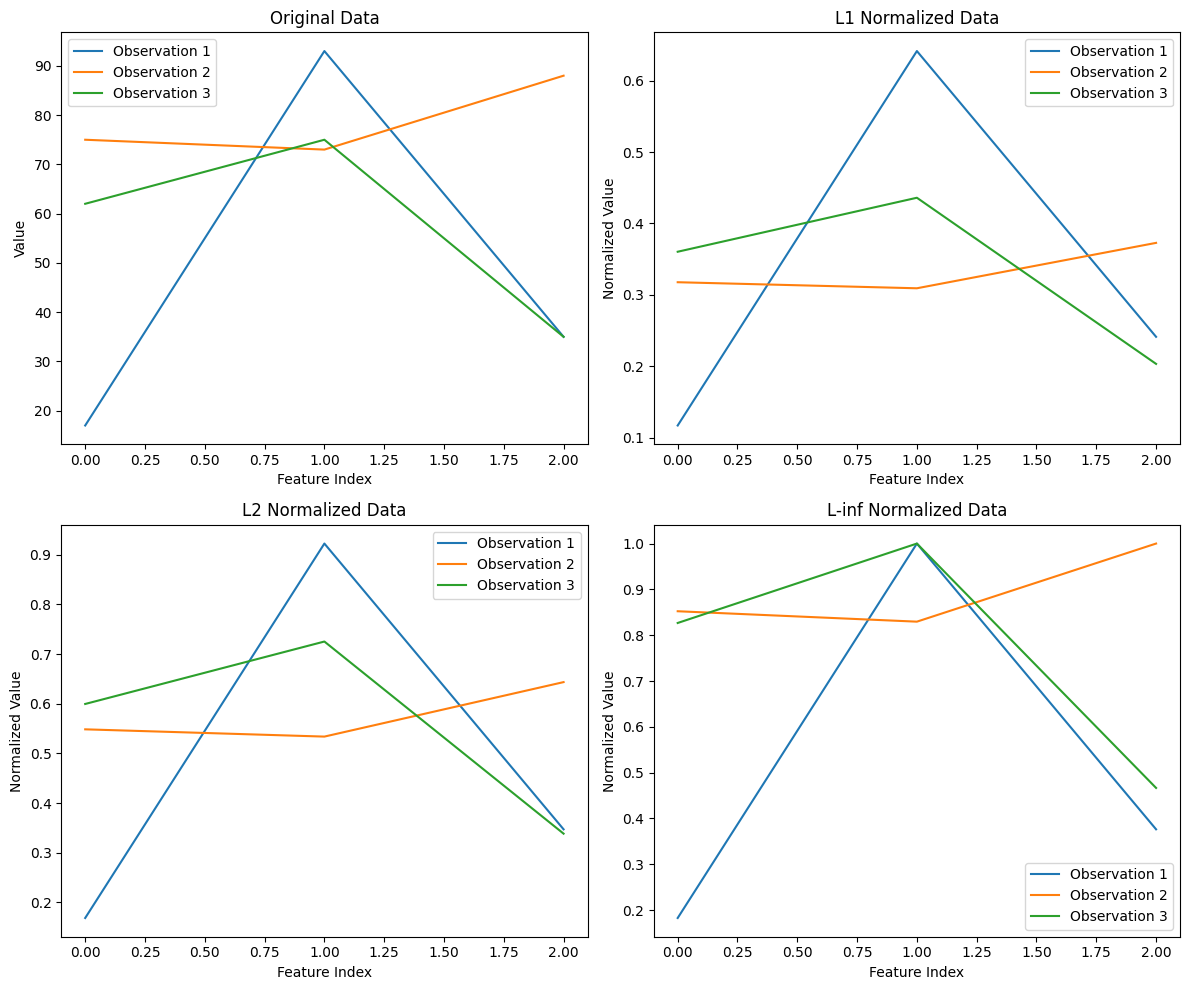 Original Data
Observation 1
Observation 2
Observation 3
Value
90
80
70
60
50
40
30
20
0.00 0.25 0.50 0.75 1.00 1.25 1.50 1.75 2.00
Feature Index
L1 Normalized Data
Observation 1
Observation 2
Observation 3
Normalized Value
0.6
0.5
0.4
0.3
0.2
0.1
0.00 0.25 0.50 0.75 1.00 1.25 1.50 1.75 2.00
Feature Index
L2 Normalized Data
Observation 1
Observation 2
Observation 3
Normalized Value
0.9
0.8
0.7
0.6
0.5
0.4
0.3
0.2
0.00 0.25 0.50 0.75 1.00 1.25 1.50 1.75 2.00
Feature Index
L-inf Normalized Data
Normalized Value
1.0
0.9
0.8
0.7
0.6
0.5
0.4
0.3
0.2
Observation 1
Observation 2
Observation 3
0.00 0.25 0.50 0.75 1.00 1.25 1.50 1.75 2.00
Feature Index